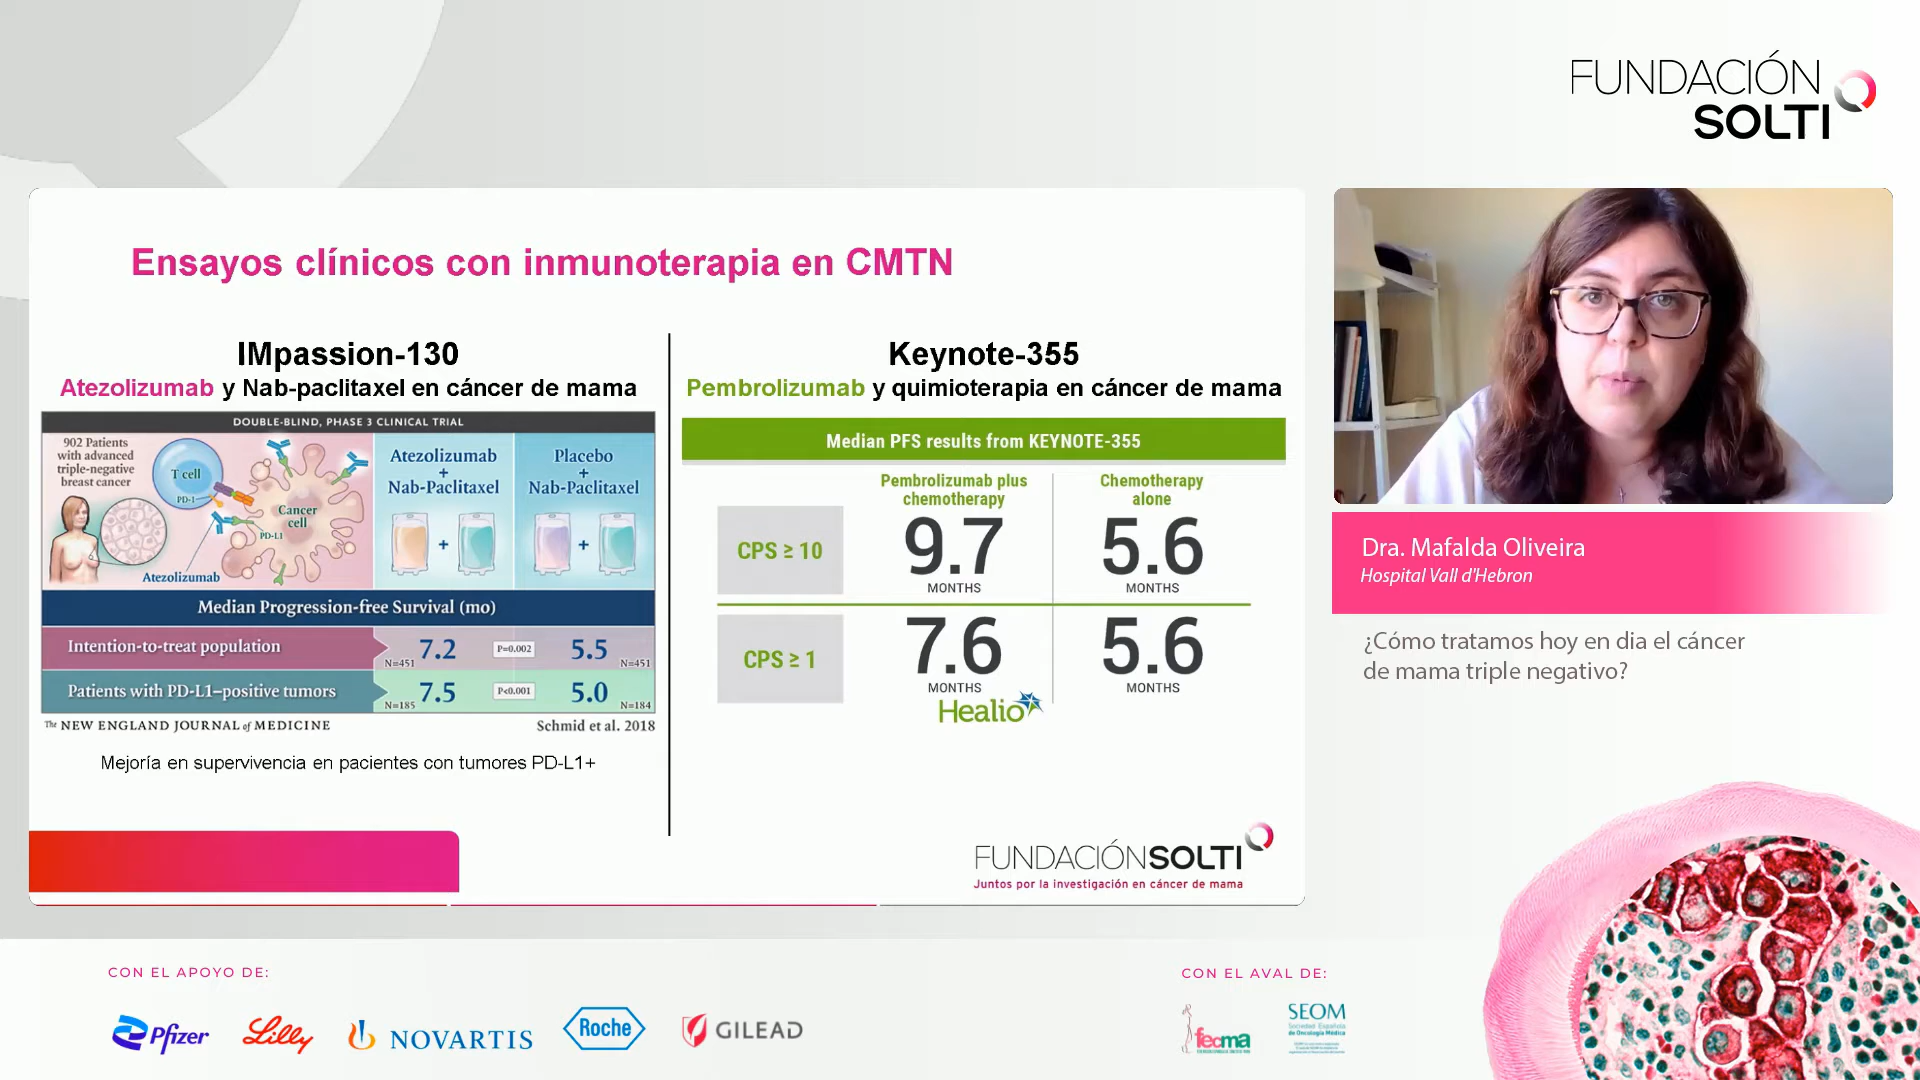 FUNDACIÓN
SOLTI
Ensayos clínicos con inmunoterapia en CMTN
IMpassion-130
Atezolizumab y Nab-paclitaxel en cáncer de mama
DOUBLE-BLIND, PHASE 3 CLINICAL TRIAL
902 Patients
with advanced
triple-negative
breast cancer
T cell
PD-1
Cancer
cell
PD-L1
Atezolizumab
Atezolizumab
+
Nab-Paclitaxel
+
Placebo
+
Nab-Paclitaxel
+
Median Progression-free Survival (mo)
Intention-to-treat population
N=451
7.2
P=0.002
5.5
N=451
Patients with PD-L1–positive tumors
N=185
7.5
P<0.001
5.0
N=184
The NEW ENGLAND JOURNAL of MEDICINE
Schmid et al. 2018
Mejoría en supervivencia en pacientes con tumores PD-L1+
Keynote-355
Pembrolizumab y quimioterapia en cáncer de mama
Median PFS results from KEYNOTE-355
Pembrolizumab plus
chemotherapy
Chemotherapy
alone
CPS ≥ 10
9.7
MONTHS
5.6
MONTHS
CPS ≥ 1
7.6
MONTHS
5.6
MONTHS
Healio
FUNDACIÓNSOLTI
Juntos por la investigación en cáncer de mama
Dra. Mafalda Oliveira
Hospital Vall d'Hebron
¿Cómo tratamos hoy en dia el cáncer
de mama triple negativo?
CON EL APOYO DE:
Pfizer
Lilly
NOVARTIS
Roche
GILEAD
CON EL AVAL DE:
fecma
SEOM
Sociedad Española
de Oncología Médica